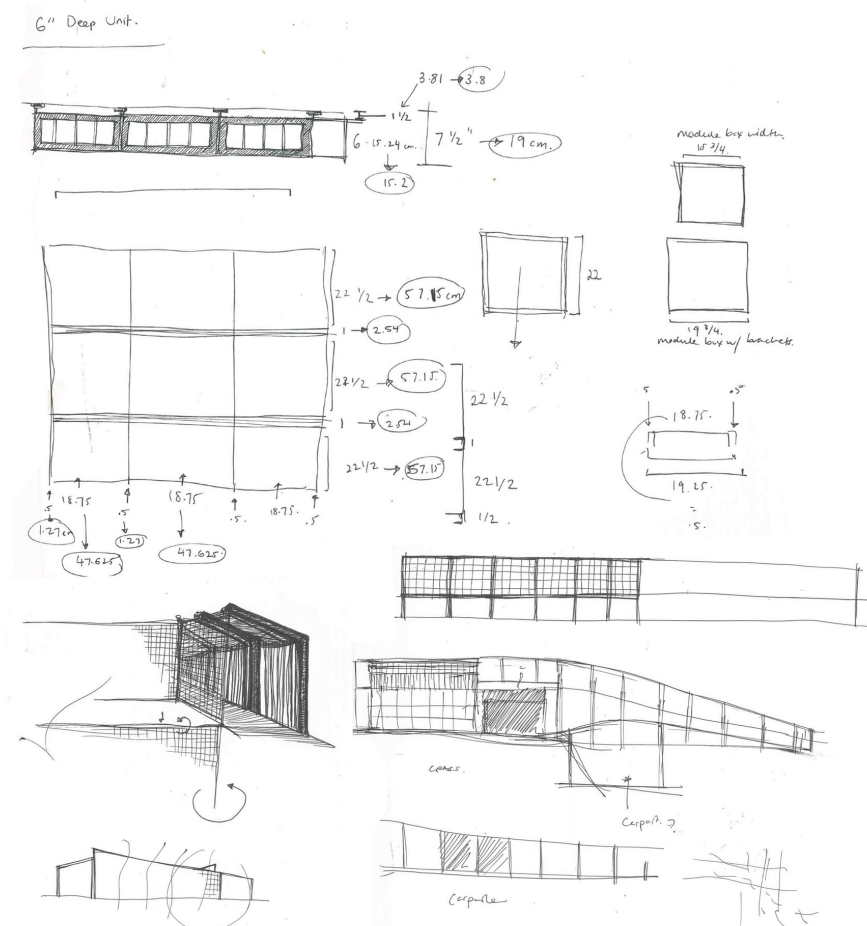 6" Deep Unit.
3.81 → 3.8
1 1/2
6 - 15.24 cm.
7 1/2" → 19 cm.
15.2
module box width.
15 3/4.
22 1/2 → 57.15 cm
1 → 2.54
22
19 3/4.
module box w/ brackets.
22 1/2 → 57.15.
22 1/2
1 → 2.54
1
22 1/2 → 57.15
22 1/2
1/2.
5 .5
18.75.
19.25.
=
.5.
.5 18.75 .5 18.75 .5. 18.75. .5
1.27 cm 1.27
47.625 47.625
Carport.?